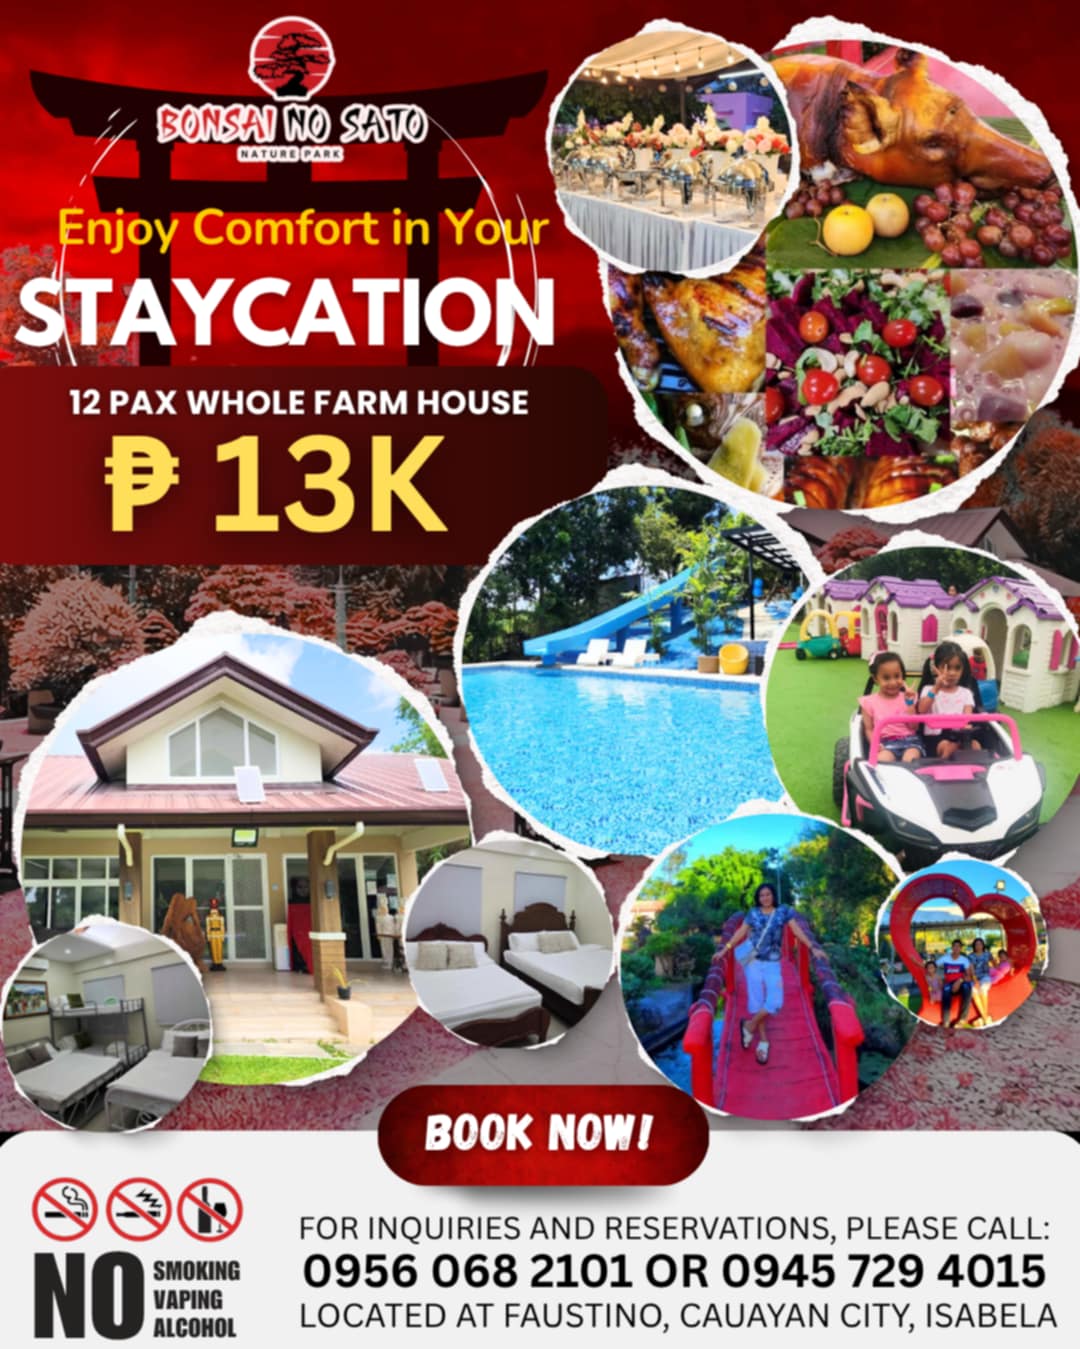 BONSAI NO SATO
NATURE PARK
Enjoy Comfort in Your
STAYCATION
12 PAX WHOLE FARM HOUSE
₱ 13K
BOOK NOW!
NO
SMOKING
VAPING
ALCOHOL
FOR INQUIRIES AND RESERVATIONS, PLEASE CALL:
0956 068 2101 OR 0945 729 4015
LOCATED AT FAUSTINO, CAUAYAN CITY, ISABELA